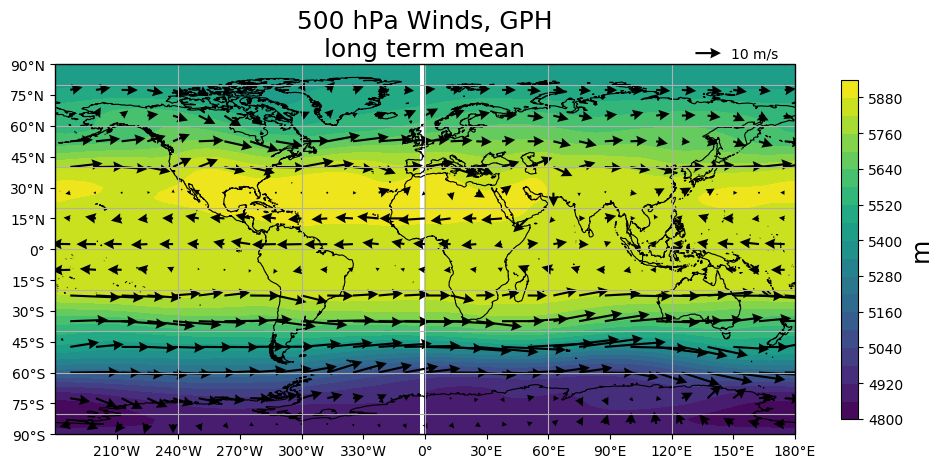 500 hPa Winds, GPH
long term mean
10 m/s
90°N
75°N
60°N
45°N
30°N
15°N
0°
15°S
30°S
45°S
60°S
75°S
90°S
210°W 240°W 270°W 300°W 330°W 0° 30°E 60°E 90°E 120°E 150°E 180°E
5880
5760
5640
5520
5400
5280
5160
5040
4920
4800
m